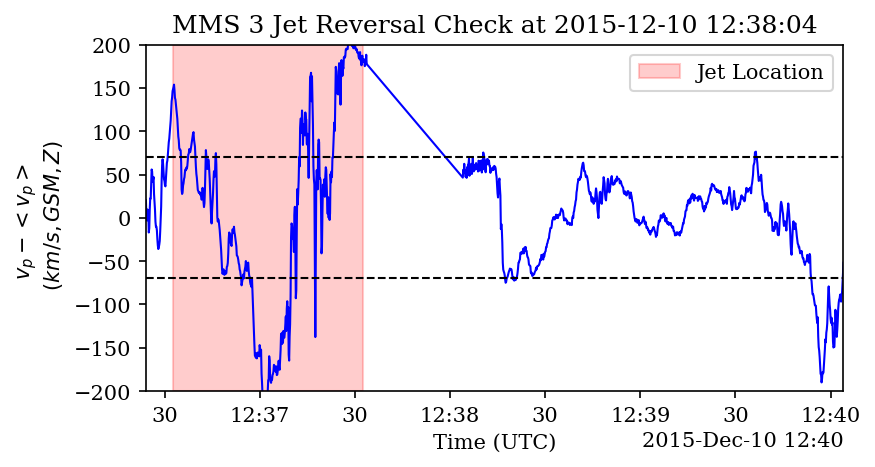 MMS 3 Jet Reversal Check at 2015-12-10 12:38:04
200
150
100
50
0
−50
−100
−150
−200
v_p − < v_p >
(km/s, GSM, Z)
Jet Location
30 12:37 30 12:38 30 12:39 30 12:40
Time (UTC)
2015-Dec-10 12:40